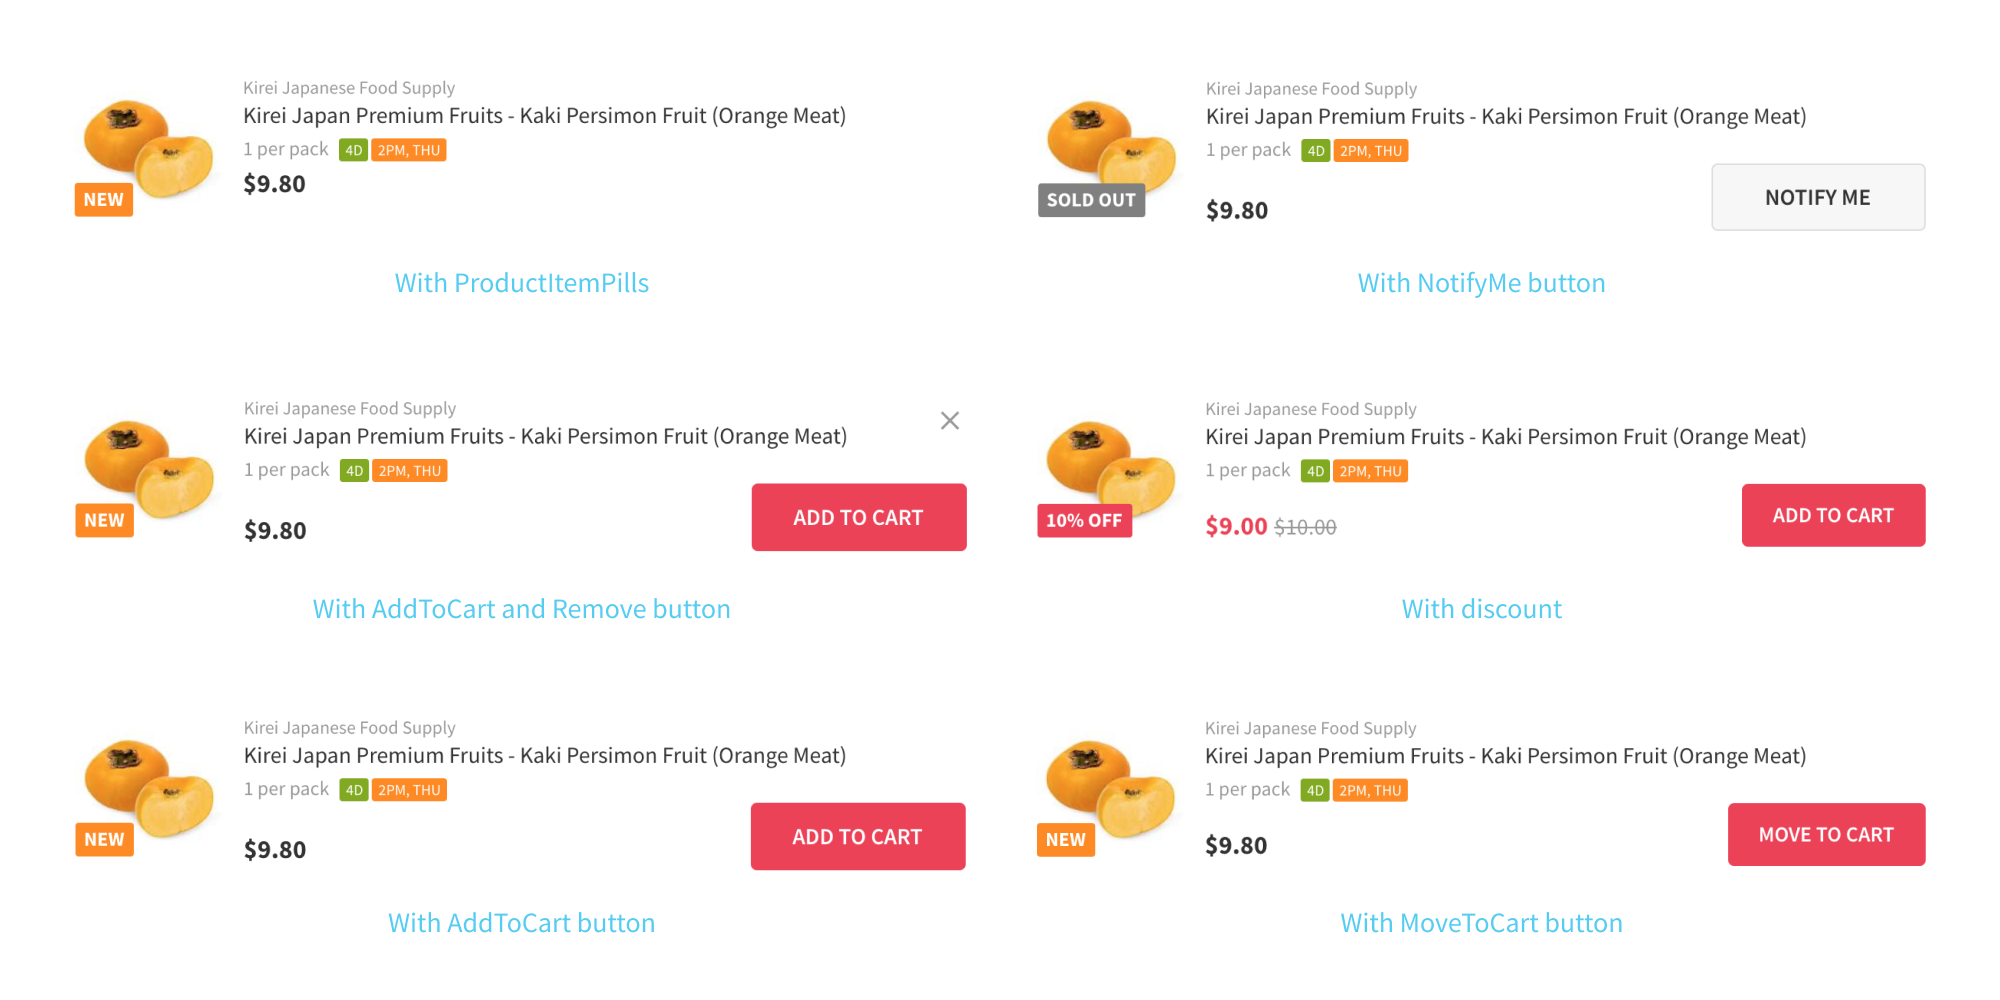 Kirei Japanese Food Supply
Kirei Japan Premium Fruits - Kaki Persimon Fruit (Orange Meat)
1 per pack 4D 2PM, THU
NEW
$9.80
With ProductItemPills
Kirei Japanese Food Supply
Kirei Japan Premium Fruits - Kaki Persimon Fruit (Orange Meat)
1 per pack 4D 2PM, THU
SOLD OUT
$9.80
NOTIFY ME
With NotifyMe button
Kirei Japanese Food Supply
Kirei Japan Premium Fruits - Kaki Persimon Fruit (Orange Meat)
1 per pack 4D 2PM, THU
NEW
$9.80
ADD TO CART
With AddToCart and Remove button
Kirei Japanese Food Supply
Kirei Japan Premium Fruits - Kaki Persimon Fruit (Orange Meat)
1 per pack 4D 2PM, THU
10% OFF
$9.00 $10.00
ADD TO CART
With discount
Kirei Japanese Food Supply
Kirei Japan Premium Fruits - Kaki Persimon Fruit (Orange Meat)
1 per pack 4D 2PM, THU
NEW
$9.80
ADD TO CART
With AddToCart button
Kirei Japanese Food Supply
Kirei Japan Premium Fruits - Kaki Persimon Fruit (Orange Meat)
1 per pack 4D 2PM, THU
NEW
$9.80
MOVE TO CART
With MoveToCart button